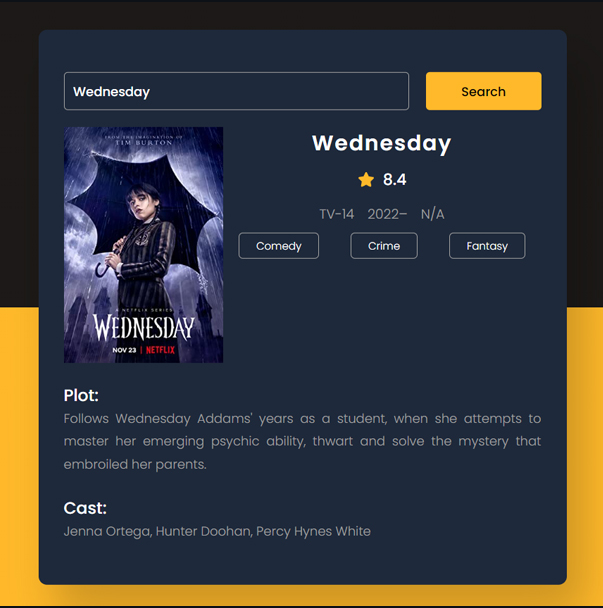 Wednesday
Search
FROM THE IMAGINATION OF
TIM BURTON
A NETFLIX SERIES
WEDNESDAY
NOV 23 | NETFLIX
Wednesday
8.4
TV-14 2022– N/A
Comedy Crime Fantasy
Plot:
Follows Wednesday Addams' years as a student, when she attempts to
master her emerging psychic ability, thwart and solve the mystery that
embroiled her parents.
Cast:
Jenna Ortega, Hunter Doohan, Percy Hynes White